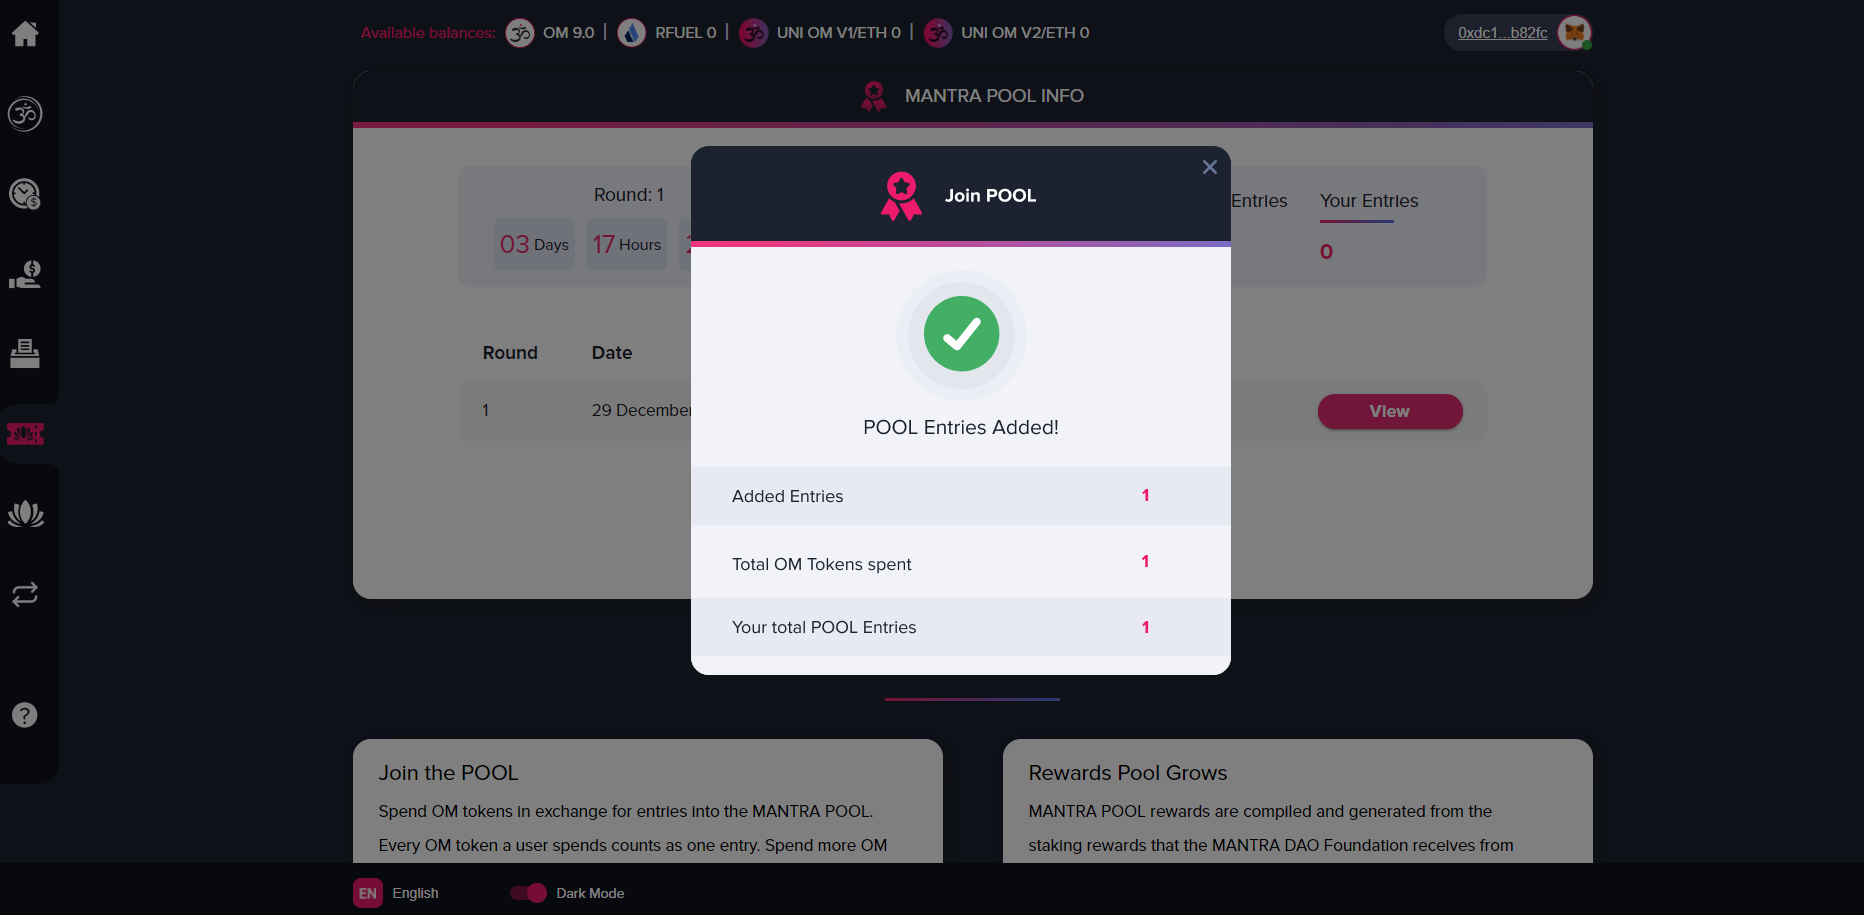 Available balances: OM 9.0 | RFUEL 0 | UNI OM V1/ETH 0 | UNI OM V2/ETH 0
0xdc1...b82fc
MANTRA POOL INFO
Join POOL
Round: 1
03 Days 17 Hours
Entries
Your Entries
0
POOL Entries Added!
Added Entries 1
Total OM Tokens spent 1
Your total POOL Entries 1
Round Date
1 29 December
View
Join the POOL
Spend OM tokens in exchange for entries into the MANTRA POOL.
Every OM token a user spends counts as one entry. Spend more OM
Rewards Pool Grows
MANTRA POOL rewards are compiled and generated from the
staking rewards that the MANTRA DAO Foundation receives from
EN English
Dark Mode